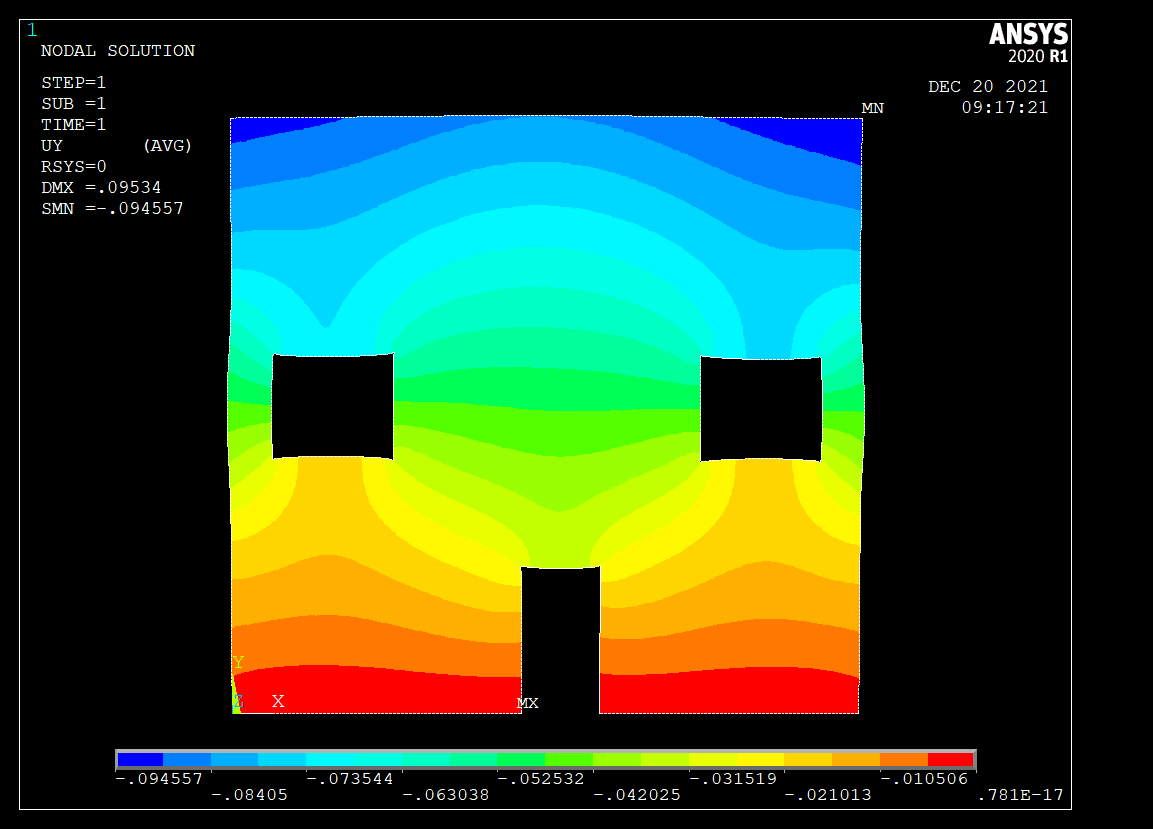 1
ANSYS
2020 R1
NODAL SOLUTION
STEP=1
SUB =1
TIME=1
UY (AVG)
RSYS=0
DMX =.09534
SMN =-.094557
DEC 20 2021
09:17:21
MN
Y
Z X
MX
-.094557 -.073544 -.052532 -.031519 -.010506
-.08405 -.063038 -.042025 -.021013 .781E-17